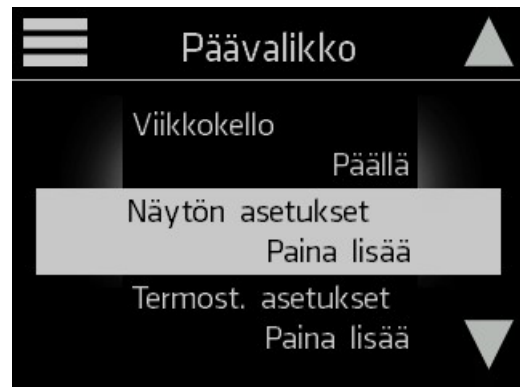 Päävalikko
Viikkokello
Päällä
Näytön asetukset
Paina lisää
Termost. asetukset
Paina lisää